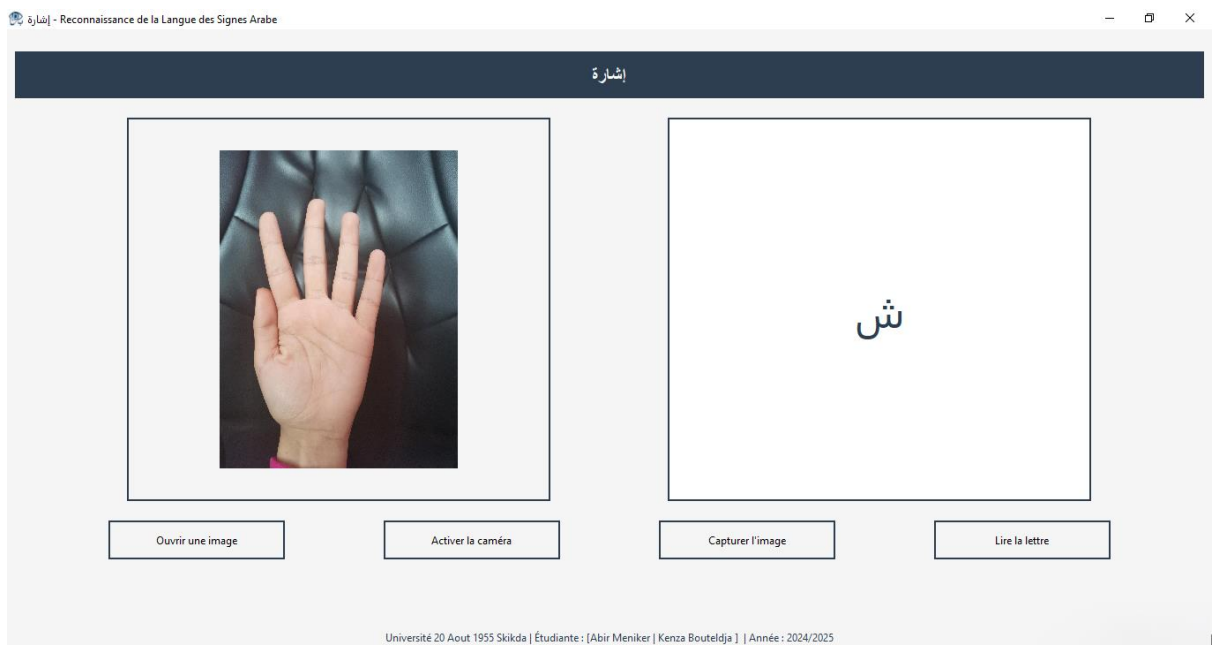 إشارة - Reconnaissance de la Langue des Signes Arabe
إشارة
ش
Ouvrir une image
Activer la caméra
Capturer l'image
Lire la lettre
Université 20 Aout 1955 Skikda | Étudiante : [Abir Meniker | Kenza Bouteldja ] | Année : 2024/2025